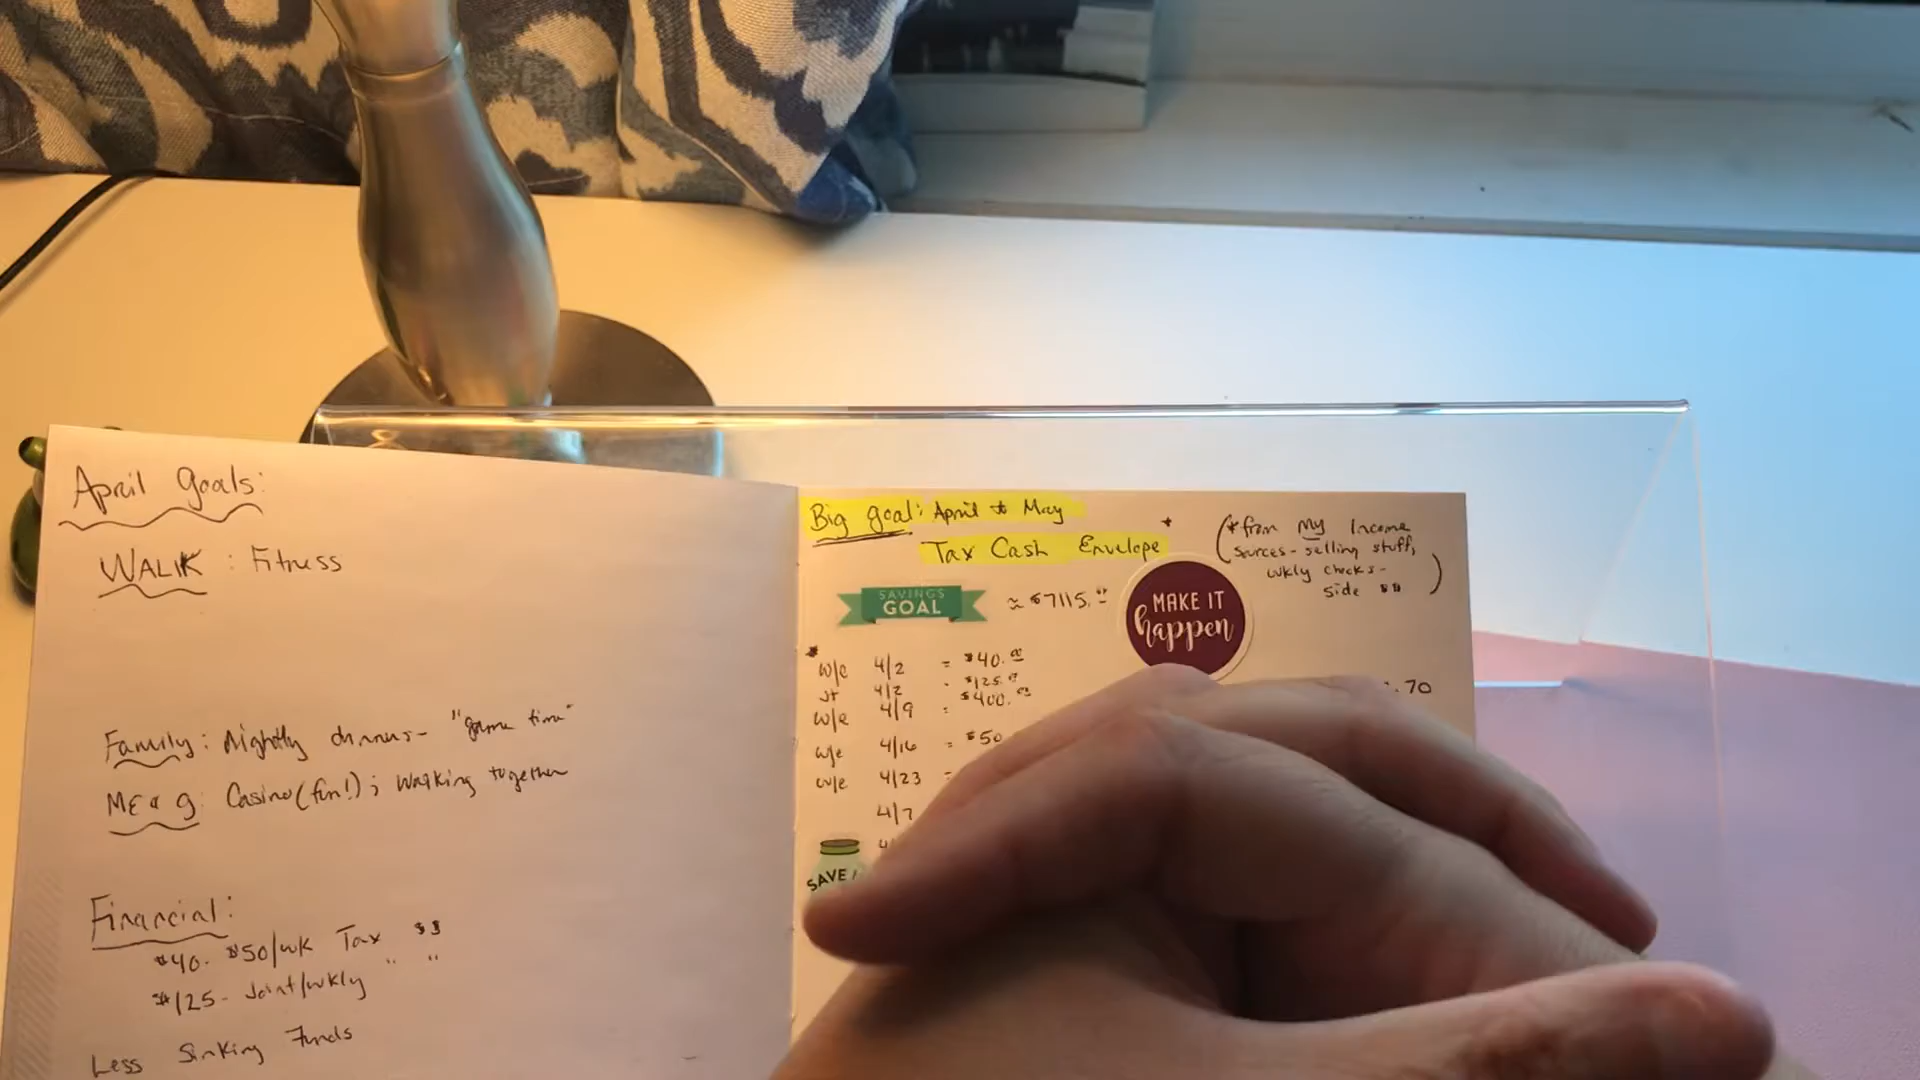 April Goals:
WALK : Fitness
Family: Nightly dinners- "game time"
ME & g: Casino (fun!); walking together
Financial:
$40- $50/wk Tax $$
$125- Joint/wkly " "
Less Sinking Funds
Big goal: April to May
Tax Cash Envelope *
(*from my Income
sources- selling stuff,
wkly checks-
side $$)
SAVINGS
GOAL
≈ $7115.
MAKE IT
happen
* w/e 4/2 = $40.00
Jt 4/2 = $125.
w/e 4/9 = $400.00
w/e 4/16 = $50
w/e 4/23 =
4/7
.70
SAVE